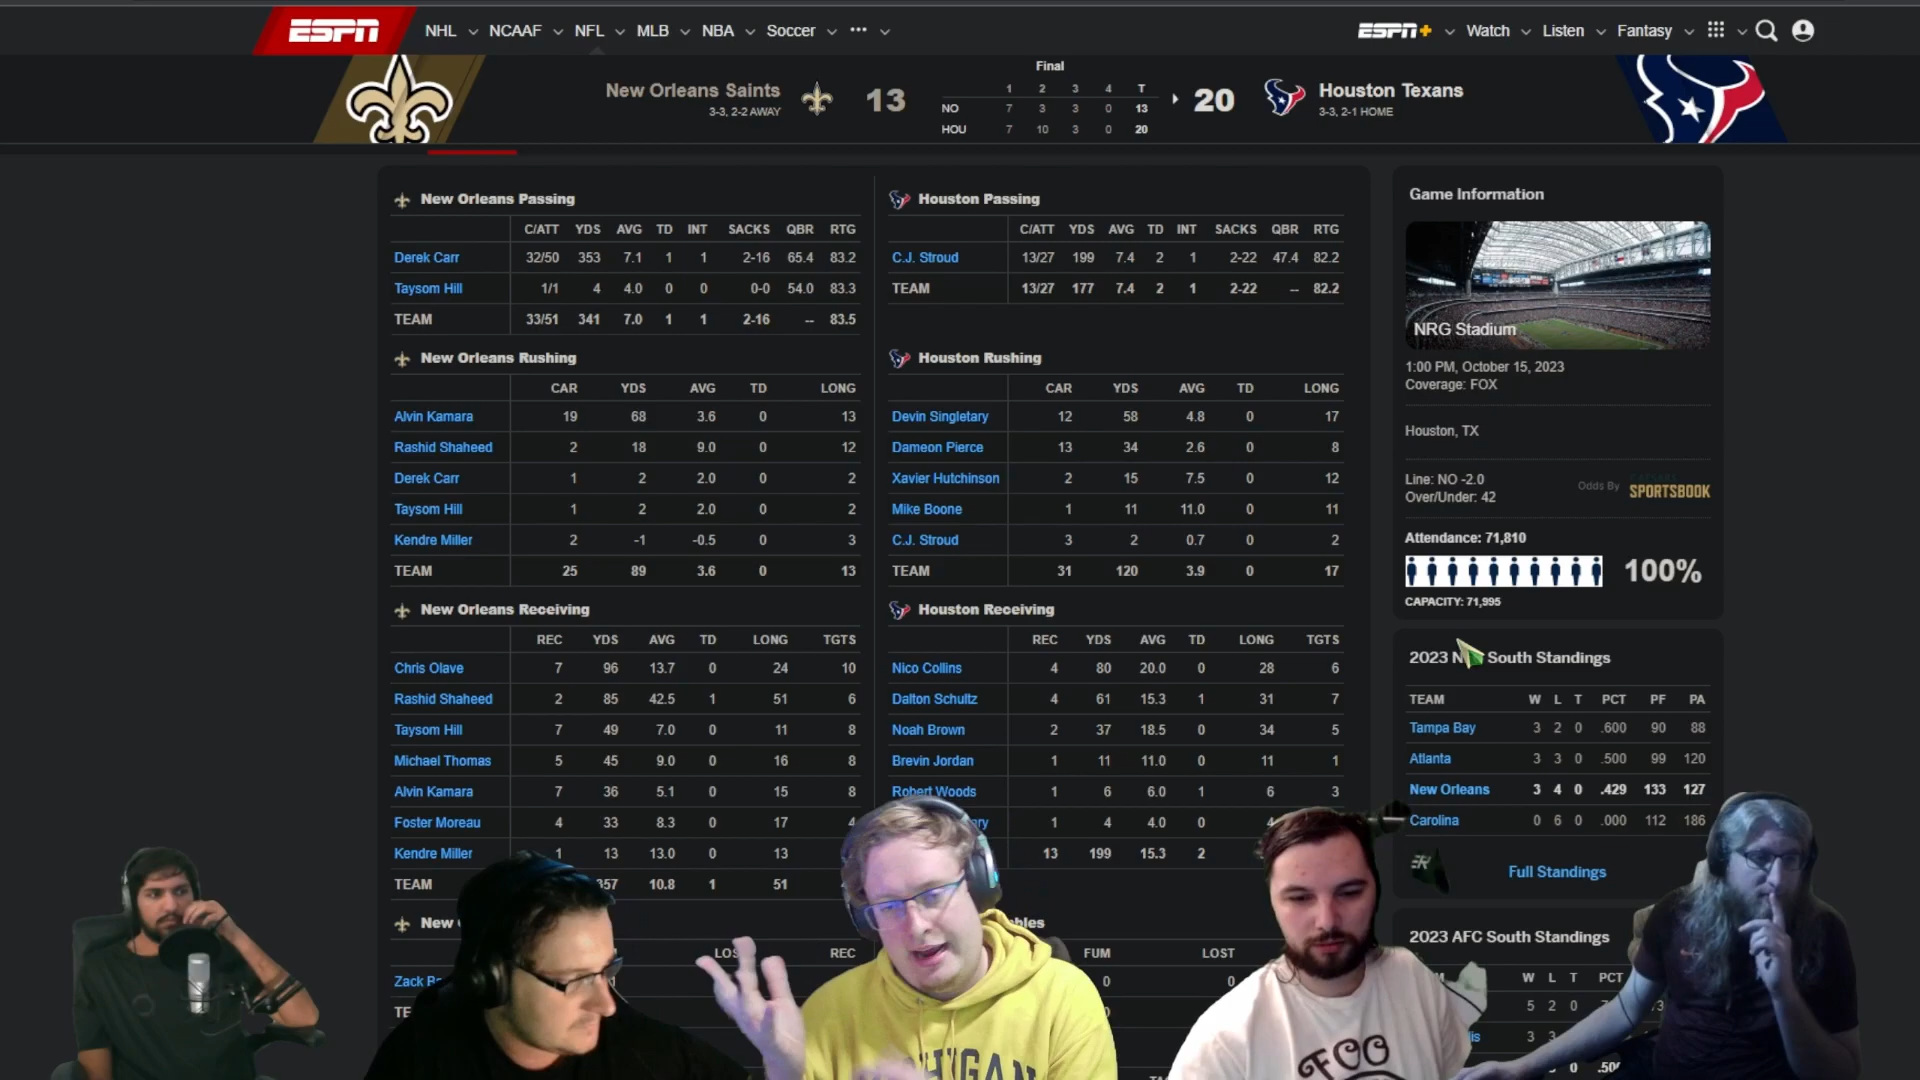 ESPN NHL NCAAF NFL MLB NBA Soccer ••• ESPN+ Watch Listen Fantasy
Final
New Orleans Saints 13 1 2 3 4 T 20 Houston Texans
3-3, 2-2 AWAY NO 7 3 3 0 13 3-3, 2-1 HOME
HOU 7 10 3 0 20
New Orleans Passing
C/ATT YDS AVG TD INT SACKS QBR RTG
Derek Carr 32/50 353 7.1 1 1 2-16 65.4 83.2
Taysom Hill 1/1 4 4.0 0 0 0-0 54.0 83.3
TEAM 33/51 341 7.0 1 1 2-16 -- 83.5
Houston Passing
C/ATT YDS AVG TD INT SACKS QBR RTG
C.J. Stroud 13/27 199 7.4 2 1 2-22 47.4 82.2
TEAM 13/27 177 7.4 2 1 2-22 -- 82.2
New Orleans Rushing
CAR YDS AVG TD LONG
Alvin Kamara 19 68 3.6 0 13
Rashid Shaheed 2 18 9.0 0 12
Derek Carr 1 2 2.0 0 2
Taysom Hill 1 2 2.0 0 2
Kendre Miller 2 -1 -0.5 0 3
TEAM 25 89 3.6 0 13
Houston Rushing
CAR YDS AVG TD LONG
Devin Singletary 12 58 4.8 0 17
Dameon Pierce 13 34 2.6 0 8
Xavier Hutchinson 2 15 7.5 0 12
Mike Boone 1 11 11.0 0 11
C.J. Stroud 3 2 0.7 0 2
TEAM 31 120 3.9 0 17
New Orleans Receiving
REC YDS AVG TD LONG TGTS
Chris Olave 7 96 13.7 0 24 10
Rashid Shaheed 2 85 42.5 1 51 6
Taysom Hill 7 49 7.0 0 11 8
Michael Thomas 5 45 9.0 0 16 8
Alvin Kamara 7 36 5.1 0 15 8
Foster Moreau 4 33 8.3 0 17 4
Kendre Miller 1 13 13.0 0 13
TEAM 357 10.8 1 51
Houston Receiving
REC YDS AVG TD LONG TGTS
Nico Collins 4 80 20.0 0 28 6
Dalton Schultz 4 61 15.3 1 31 7
Noah Brown 2 37 18.5 0 34 5
Brevin Jordan 1 11 11.0 0 11 1
Robert Woods 1 6 6.0 1 6 3
1 4 4.0 0 4
13 199 15.3 2
New
LOS REC
Zack
FUM LOST
0 0
Game Information
NRG Stadium
1:00 PM, October 15, 2023
Coverage: FOX
Houston, TX
Line: NO -2.0
Over/Under: 42
Odds By SPORTSBOOK
Attendance: 71,810
100%
CAPACITY: 71,995
2023 South Standings
TEAM W L T PCT PF PA
Tampa Bay 3 2 0 .600 90 88
Atlanta 3 3 0 .500 99 120
New Orleans 3 4 0 .429 133 127
Carolina 0 6 0 .000 112 186
Full Standings
2023 AFC South Standings
W L T PCT
5 2 0
3 3
0 .50
FOO